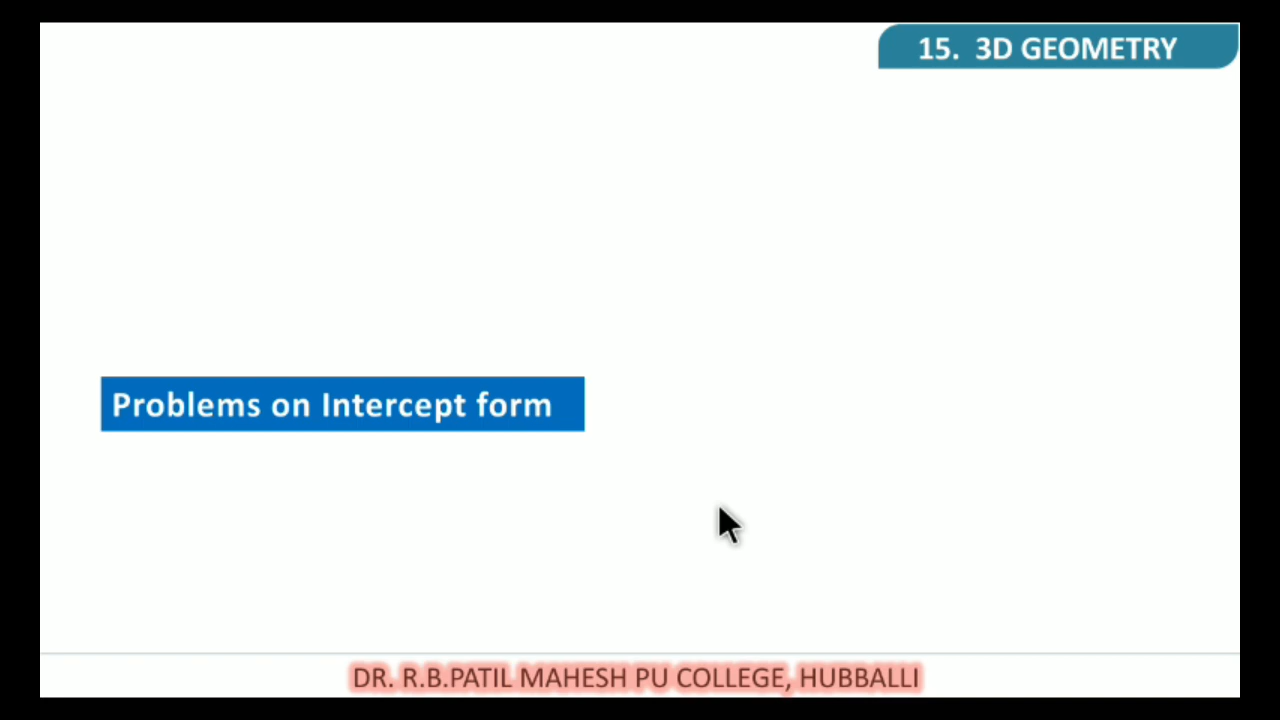 15. 3D GEOMETRY
Problems on Intercept form
DR. R.B.PATIL MAHESH PU COLLEGE, HUBBALLI